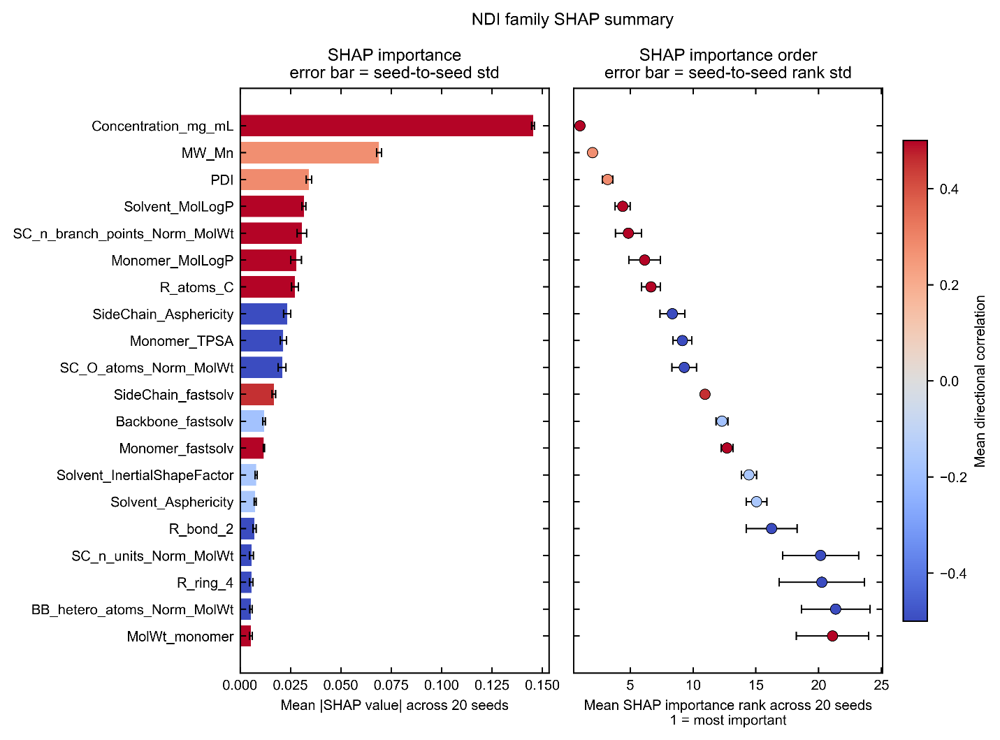 NDI family SHAP summary
SHAP importance
error bar = seed-to-seed std
SHAP importance order
error bar = seed-to-seed rank std
Concentration_mg_mL
MW_Mn
PDI
Solvent_MolLogP
SC_n_branch_points_Norm_MolWt
Monomer_MolLogP
R_atoms_C
SideChain_Asphericity
Monomer_TPSA
SC_O_atoms_Norm_MolWt
SideChain_fastsolv
Backbone_fastsolv
Monomer_fastsolv
Solvent_InertialShapeFactor
Solvent_Asphericity
R_bond_2
SC_n_units_Norm_MolWt
R_ring_4
BB_hetero_atoms_Norm_MolWt
MolWt_monomer
0.000 0.025 0.050 0.075 0.100 0.125 0.150
Mean |SHAP value| across 20 seeds
5 10 15 20 25
Mean SHAP importance rank across 20 seeds
1 = most important
0.4
0.2
0.0
−0.2
−0.4
Mean directional correlation